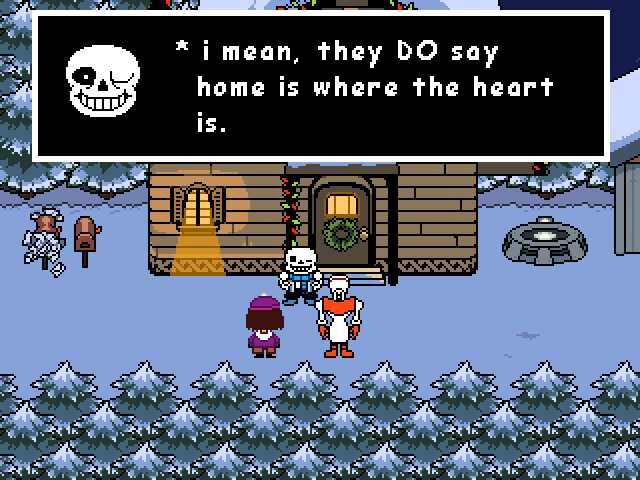 * i mean, they DO say
home is where the heart
is.